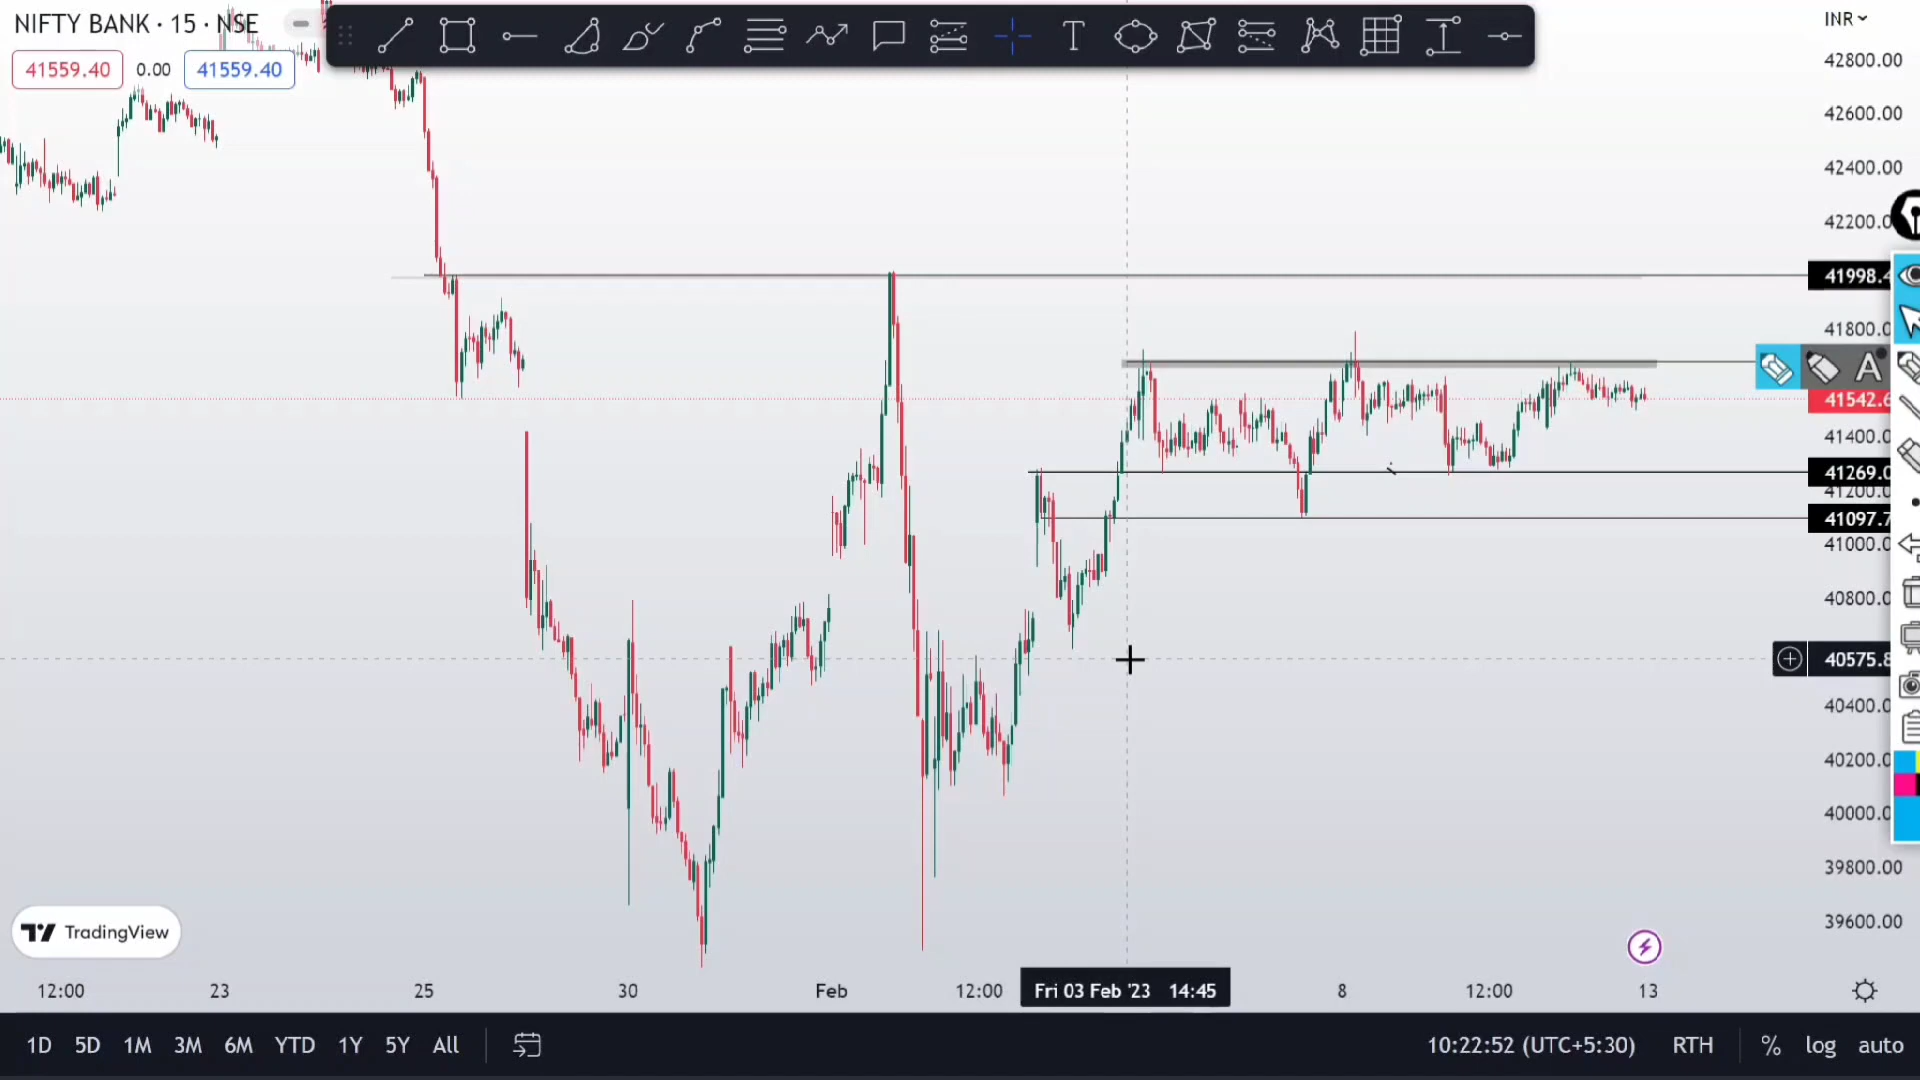 NIFTY BANK · 15 · NSE
41559.40 0.00 41559.40
T
INR
42800.00
42600.00
42400.00
42200.0
41998.4
41800.0
A
41542.6
41400.0
41269.0
41200.0
41097.7
41000.0
40800.0
40575.8
40400.0
40200.0
40000.0
39800.00
39600.00
TradingView
12:00 23 25 30 Feb 12:00 Fri 03 Feb '23 14:45 8 12:00 13
1D 5D 1M 3M 6M YTD 1Y 5Y All 10:22:52 (UTC+5:30) RTH % log auto